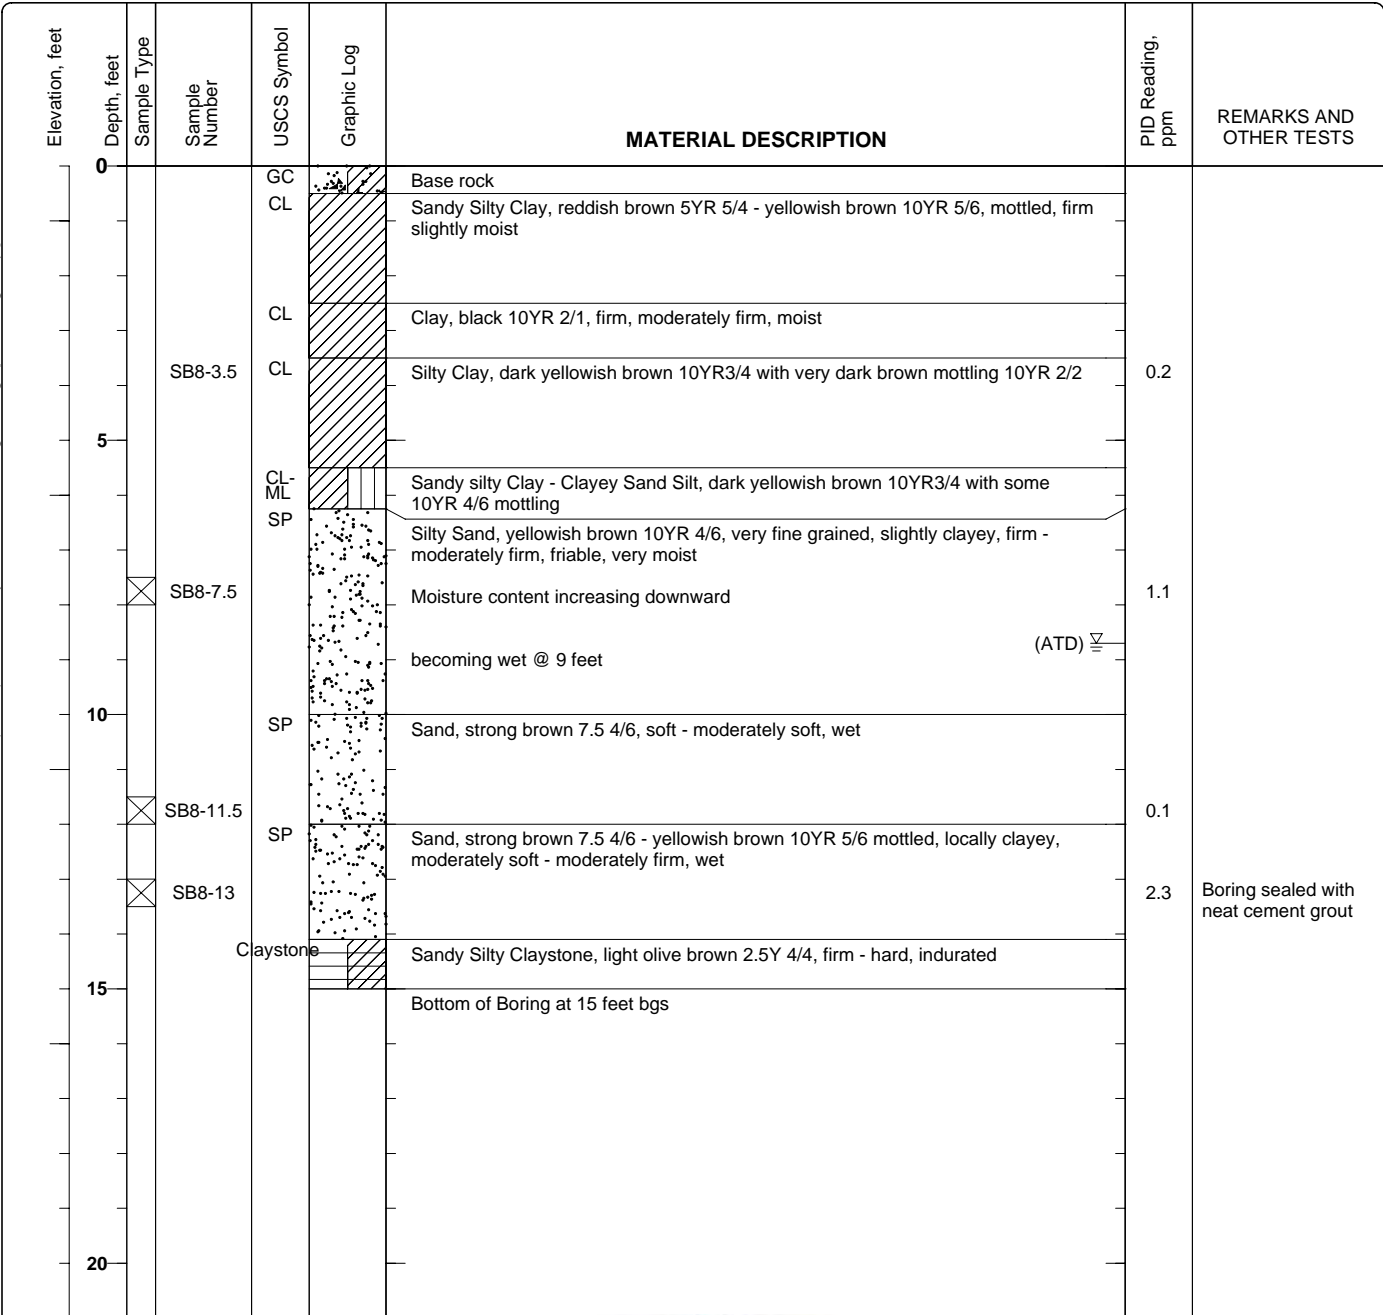 Elevation, feet
Depth, feet
Sample Type
Sample
Number
USCS Symbol
Graphic Log
MATERIAL DESCRIPTION
PID Reading,
ppm
REMARKS AND
OTHER TESTS
0
GC
Base rock
CL
Sandy Silty Clay, reddish brown 5YR 5/4 - yellowish brown 10YR 5/6, mottled, firm
slightly moist
CL
Clay, black 10YR 2/1, firm, moderately firm, moist
SB8-3.5
CL
Silty Clay, dark yellowish brown 10YR3/4 with very dark brown mottling 10YR 2/2
0.2
5
CL-
ML
Sandy silty Clay - Clayey Sand Silt, dark yellowish brown 10YR3/4 with some
10YR 4/6 mottling
SP
Silty Sand, yellowish brown 10YR 4/6, very fine grained, slightly clayey, firm -
moderately firm, friable, very moist
SB8-7.5
Moisture content increasing downward
1.1
(ATD)
becoming wet @ 9 feet
10
SP
Sand, strong brown 7.5 4/6, soft - moderately soft, wet
SB8-11.5
0.1
SP
Sand, strong brown 7.5 4/6 - yellowish brown 10YR 5/6 mottled, locally clayey,
moderately soft - moderately firm, wet
SB8-13
2.3
Boring sealed with
neat cement grout
Claystone
Sandy Silty Claystone, light olive brown 2.5Y 4/4, firm - hard, indurated
15
Bottom of Boring at 15 feet bgs
20